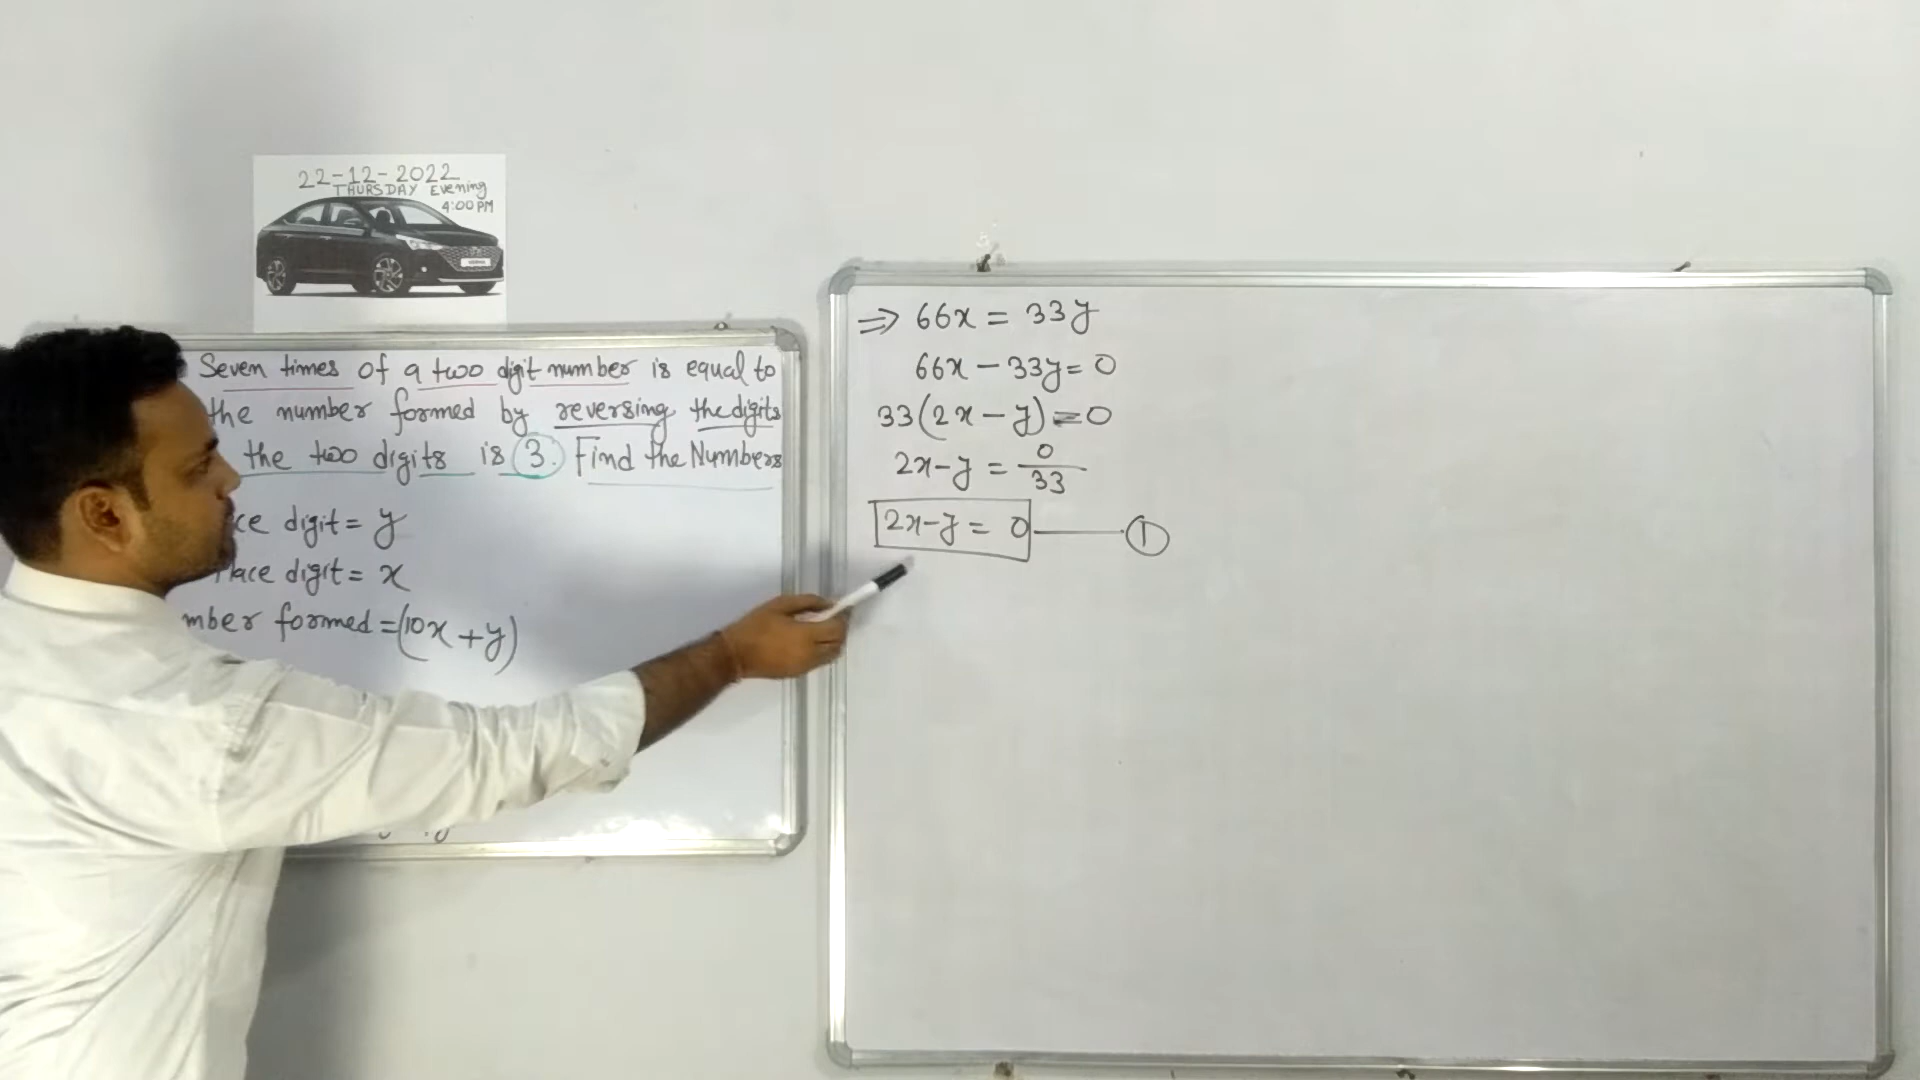 22-12-2022
THURSDAY Evening
4:00 PM
Seven times of a two digit number is equal to
the number formed by reversing the digits
the two digits is 3. Find the Numbers
ce digit = y
Place digit = x
mber formed = (10x + y)
⇒ 66x = 33y
66x - 33y = 0
33(2x - y) = 0
2x - y = 0/33
2x - y = 0 ——— ①